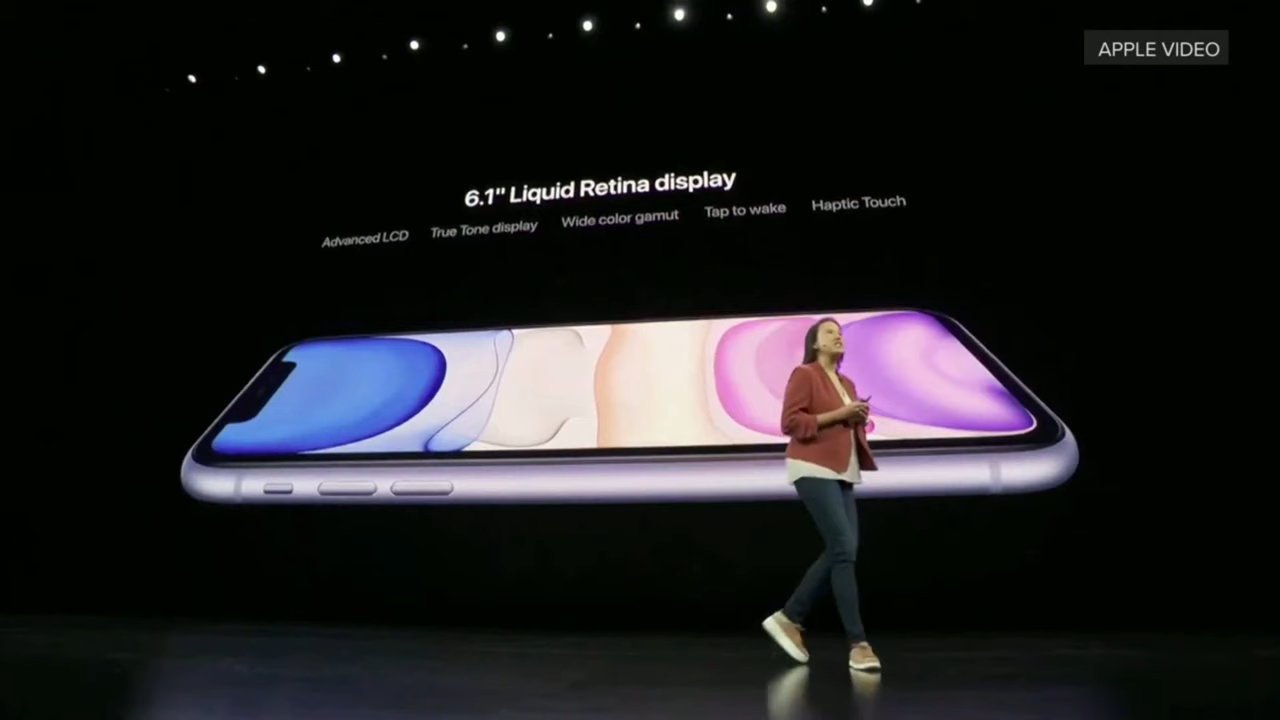 APPLE VIDEO
6.1" Liquid Retina display
Advanced LCD True Tone display Wide color gamut Tap to wake Haptic Touch